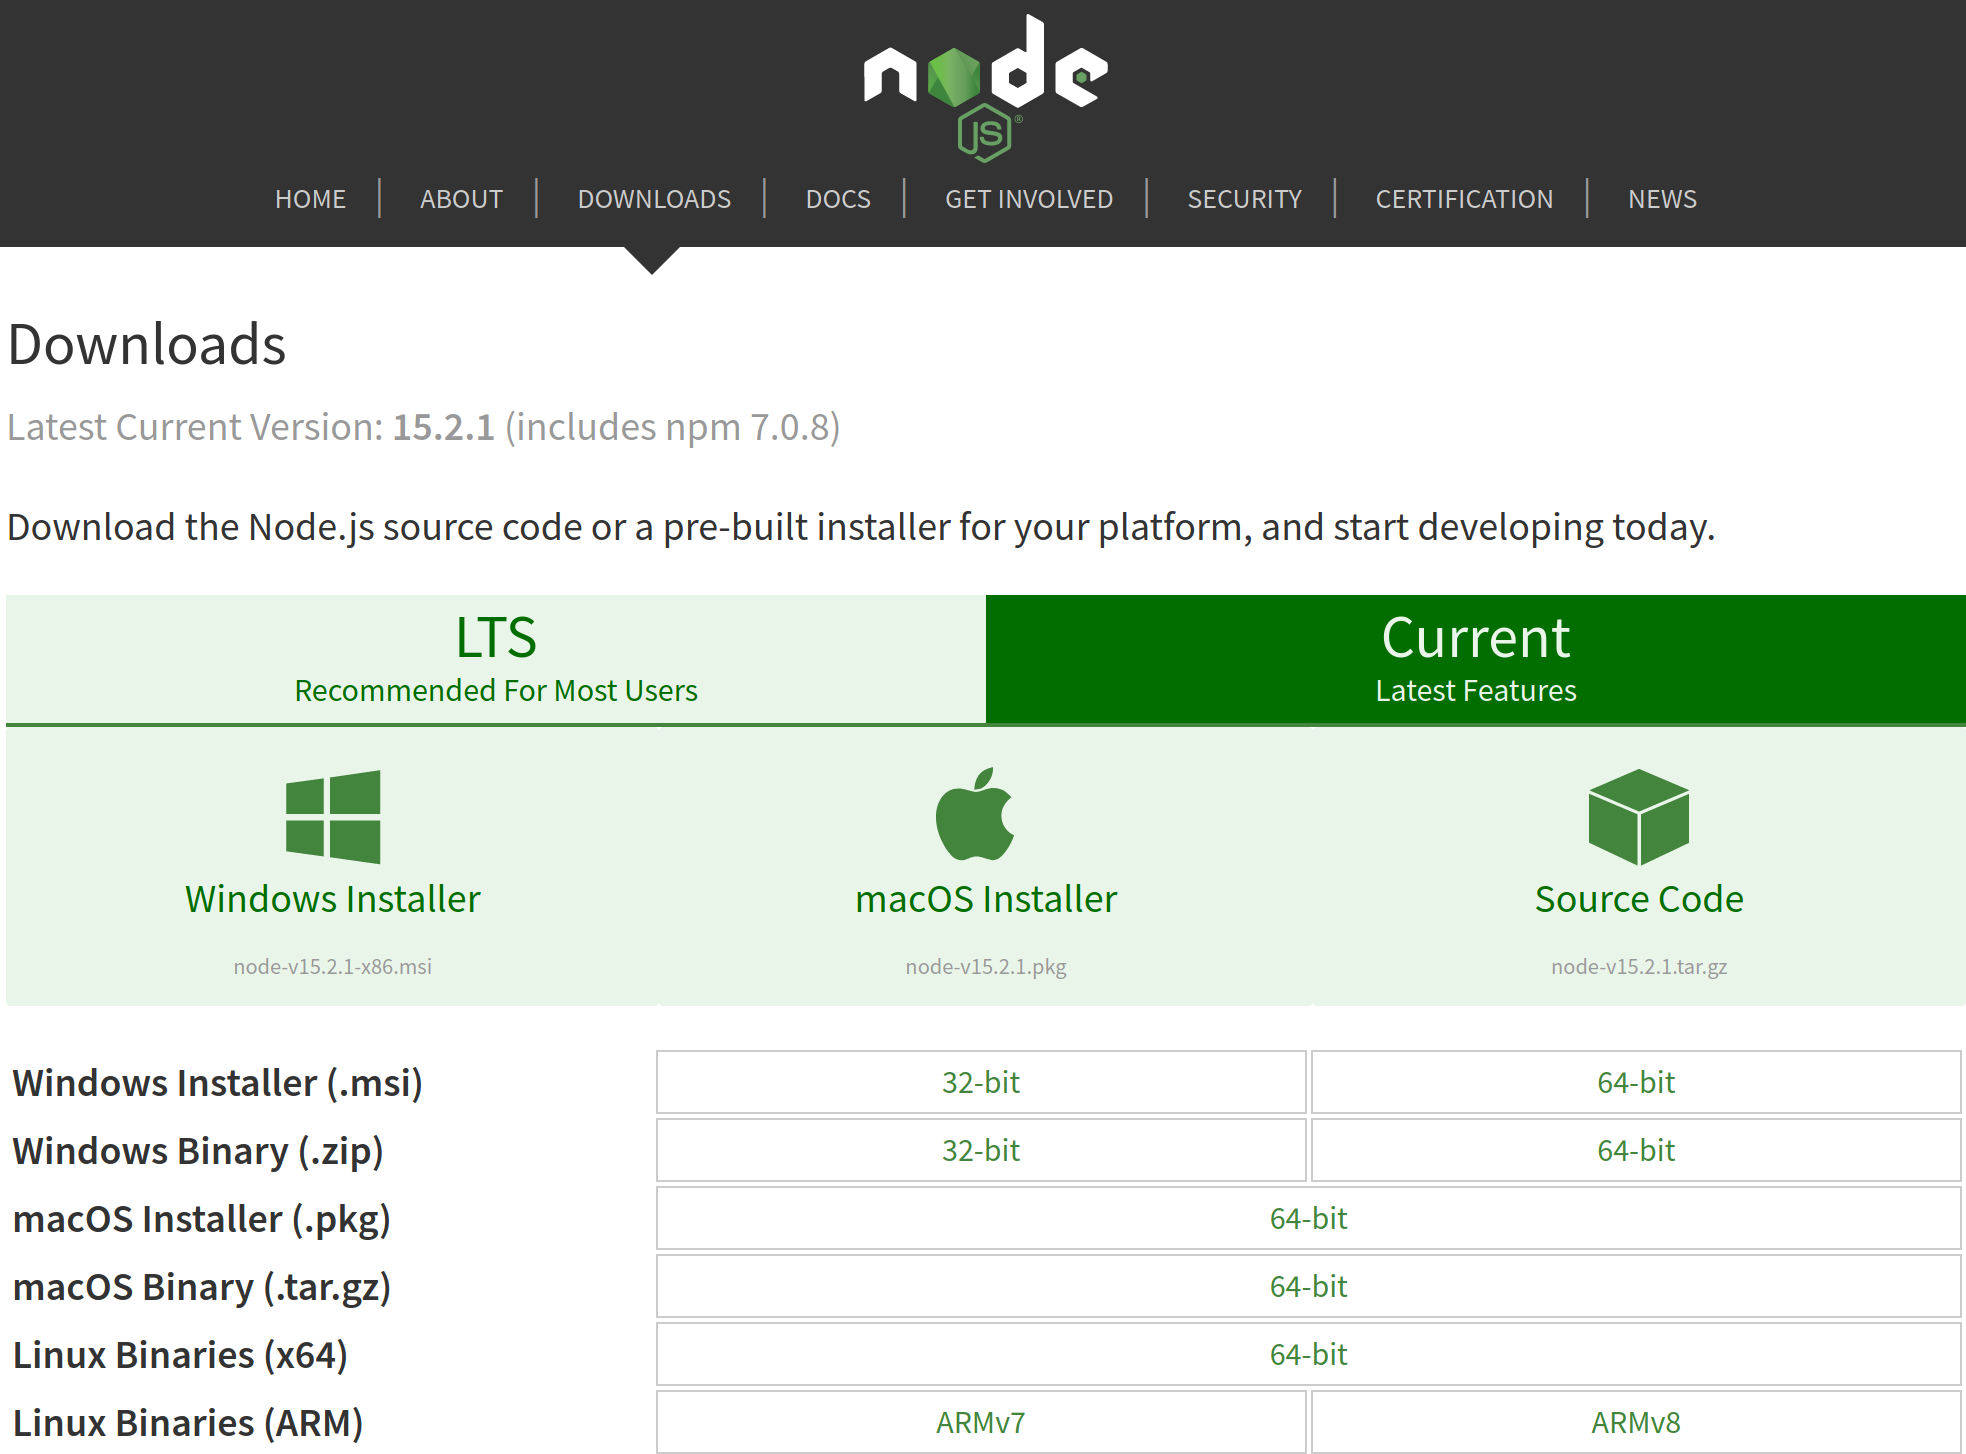 node
JS®
HOME
ABOUT
DOWNLOADS
DOCS
GET INVOLVED
SECURITY
CERTIFICATION
NEWS
Downloads
Latest Current Version: 15.2.1 (includes npm 7.0.8)
Download the Node.js source code or a pre-built installer for your platform, and start developing today.
LTS
Recommended For Most Users
Current
Latest Features
Windows Installer
node-v15.2.1-x86.msi
macOS Installer
node-v15.2.1.pkg
Source Code
node-v15.2.1.tar.gz
Windows Installer (.msi) 32-bit 64-bit
Windows Binary (.zip) 32-bit 64-bit
macOS Installer (.pkg) 64-bit
macOS Binary (.tar.gz) 64-bit
Linux Binaries (x64) 64-bit
Linux Binaries (ARM) ARMv7 ARMv8